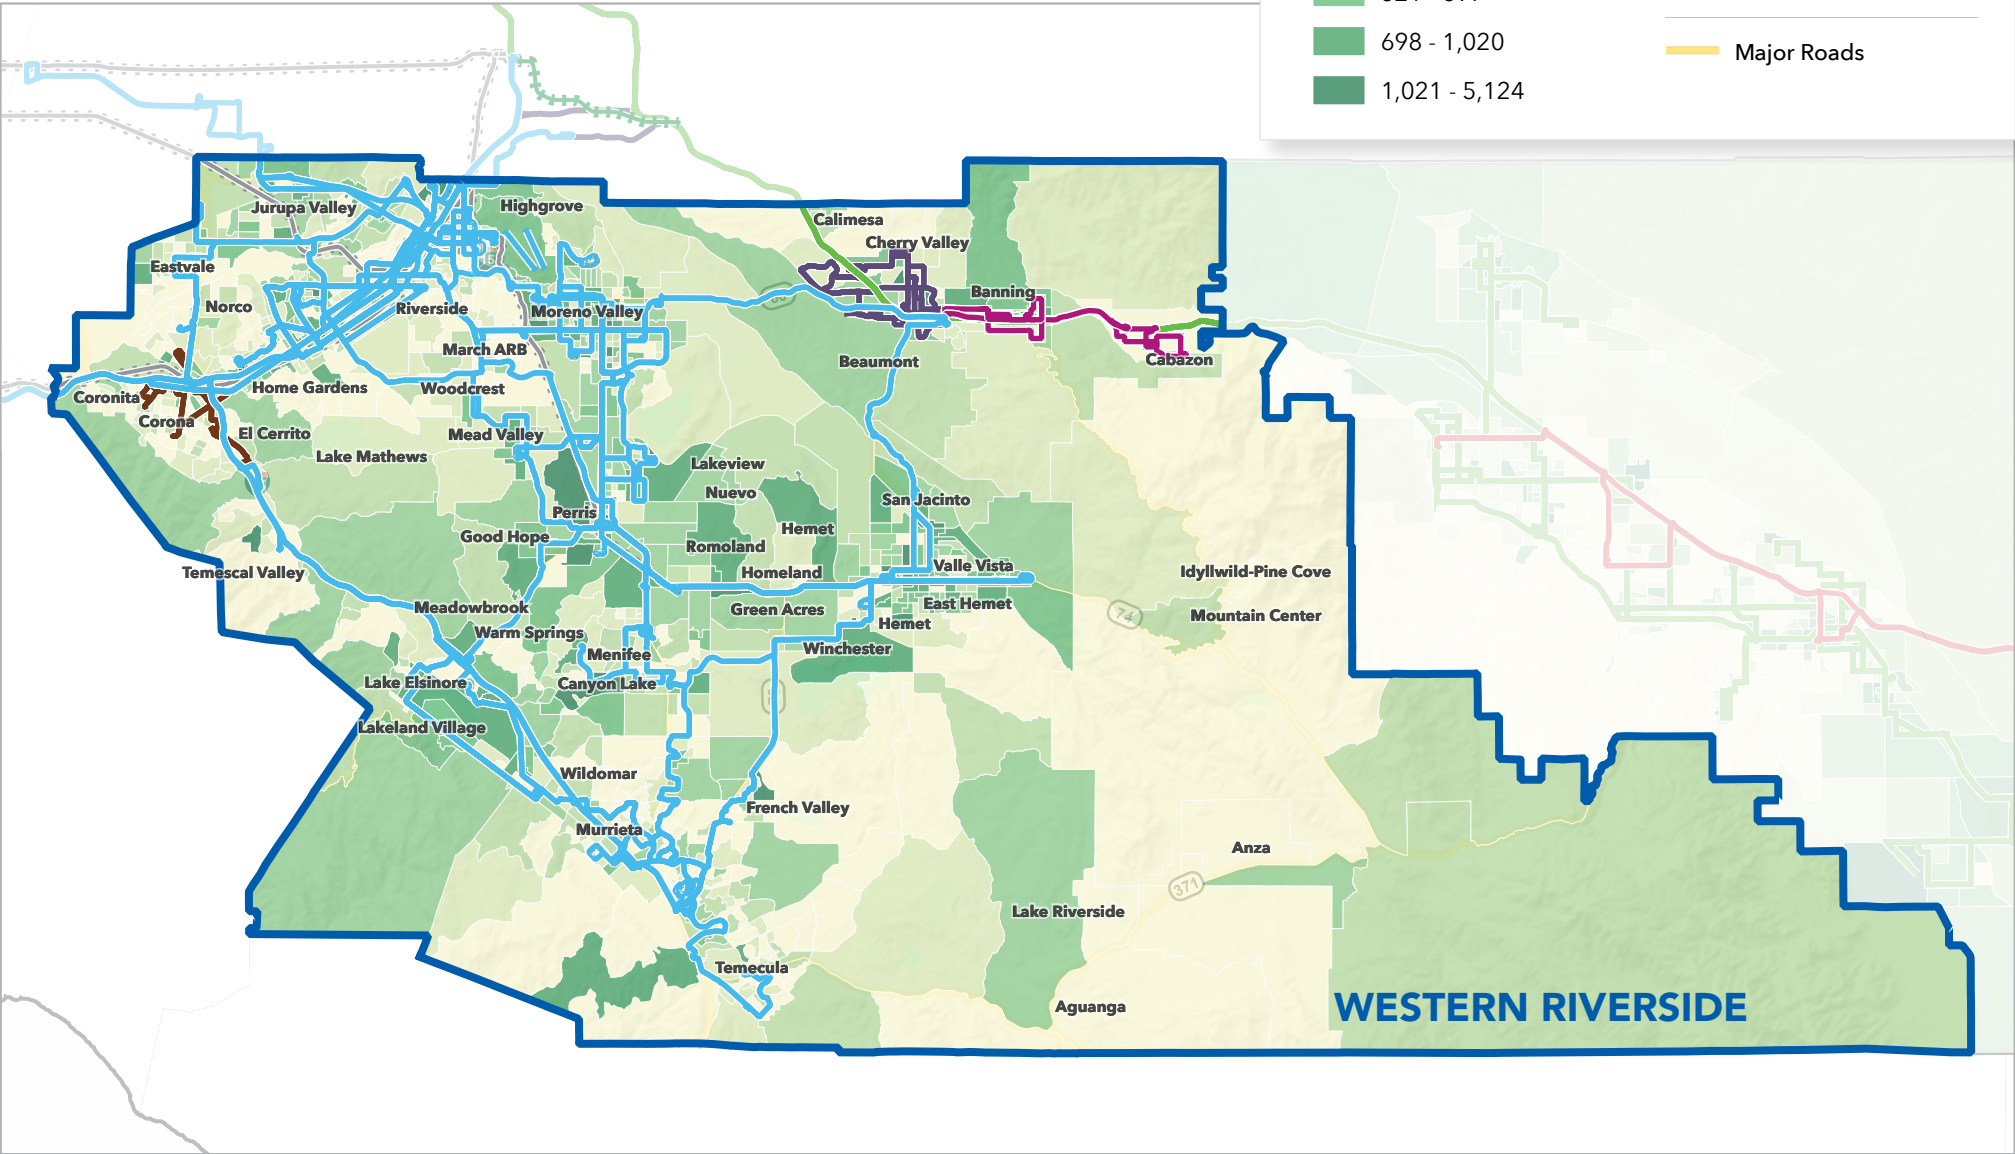 698 - 1,020
Major Roads
1,021 - 5,124
Jurupa Valley
Highgrove
Calimesa
Cherry Valley
Eastvale
Norco
Riverside
Moreno Valley
Banning
March ARB
Beaumont
Cabazon
Home Gardens
Woodcrest
Coronita
Corona
El Cerrito
Mead Valley
Lake Mathews
Lakeview
Nuevo
San Jacinto
Perris
Hemet
Good Hope
Romoland
Temescal Valley
Homeland
Valle Vista
Idyllwild-Pine Cove
Meadowbrook
Green Acres
East Hemet
74
Mountain Center
Warm Springs
Hemet
Menifee
Winchester
Lake Elsinore
Canyon Lake
Lakeland Village
Wildomar
French Valley
Murrieta
Anza
371
Lake Riverside
Temecula
Aguanga
WESTERN RIVERSIDE